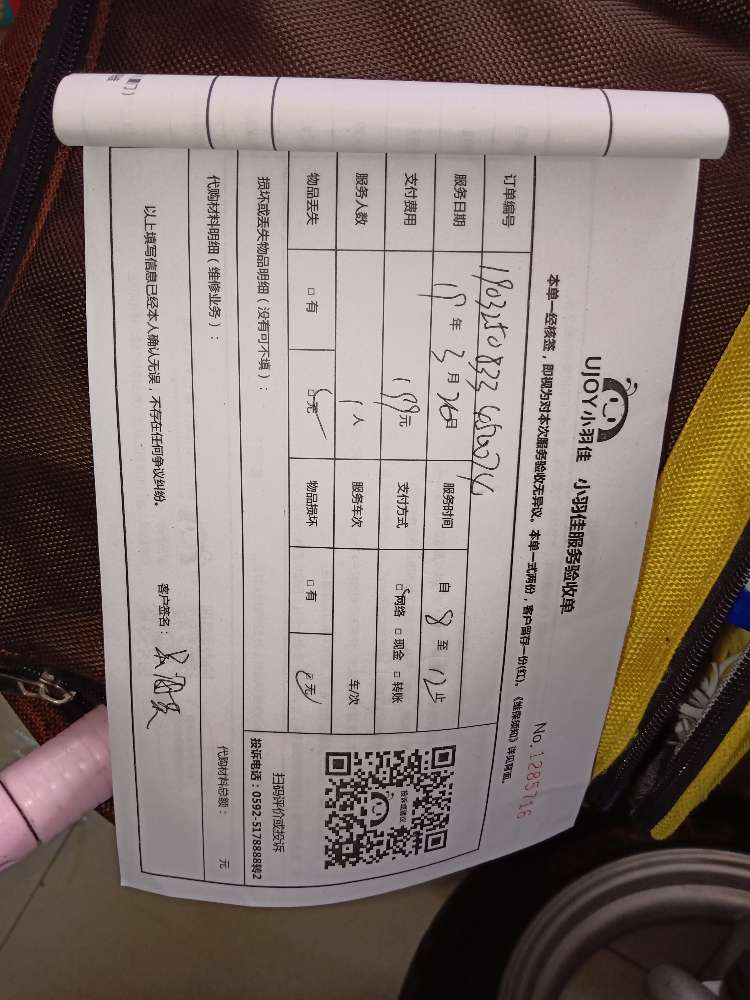 UJOY小羽佳 小羽佳服务验收单
No.1285716
本单一经核签，即视为对本次服务验收无异议。本单一式两份，客户留存一份(红)。《维保须知》详见背面。
订单编号
服务日期 19年3月26日 服务时间 自 8 至 12 止
支付费用 199元 支付方式 □网络 □现金 □转账
服务人数 1人 服务车次 车/次
物品丢失 □有 □无 物品损坏 □有 □无
损坏或丢失物品明细（没有可不填）：
扫码评价或投诉
投诉电话：0592-5178888转2
代购材料明细（维修业务）： 代购材料总额： 元
以上填写信息已经本人确认无误，不存在任何争议纠纷。 客户签名：